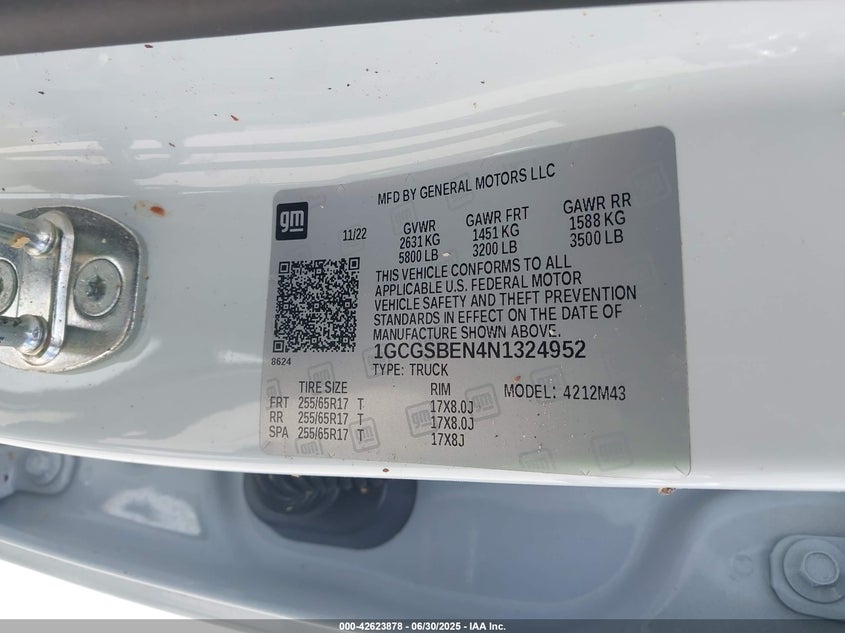 MFD BY GENERAL MOTORS LLC
gm
11/22
GVWR GAWR FRT GAWR RR
2631 KG 1451 KG 1588 KG
5800 LB 3200 LB 3500 LB
THIS VEHICLE CONFORMS TO ALL
APPLICABLE U.S. FEDERAL MOTOR
VEHICLE SAFETY AND THEFT PREVENTION
STANDARDS IN EFFECT ON THE DATE OF
MANUFACTURE SHOWN ABOVE.
8624
1GCGSBEN4N1324952
TYPE: TRUCK
TIRE SIZE RIM MODEL: 4212M43
FRT 255/65R17 T 17X8.0J
RR 255/65R17 T 17X8.0J
SPA 255/65R17 T 17X8J
000-42623878 - 06/30/2025 - IAA Inc.